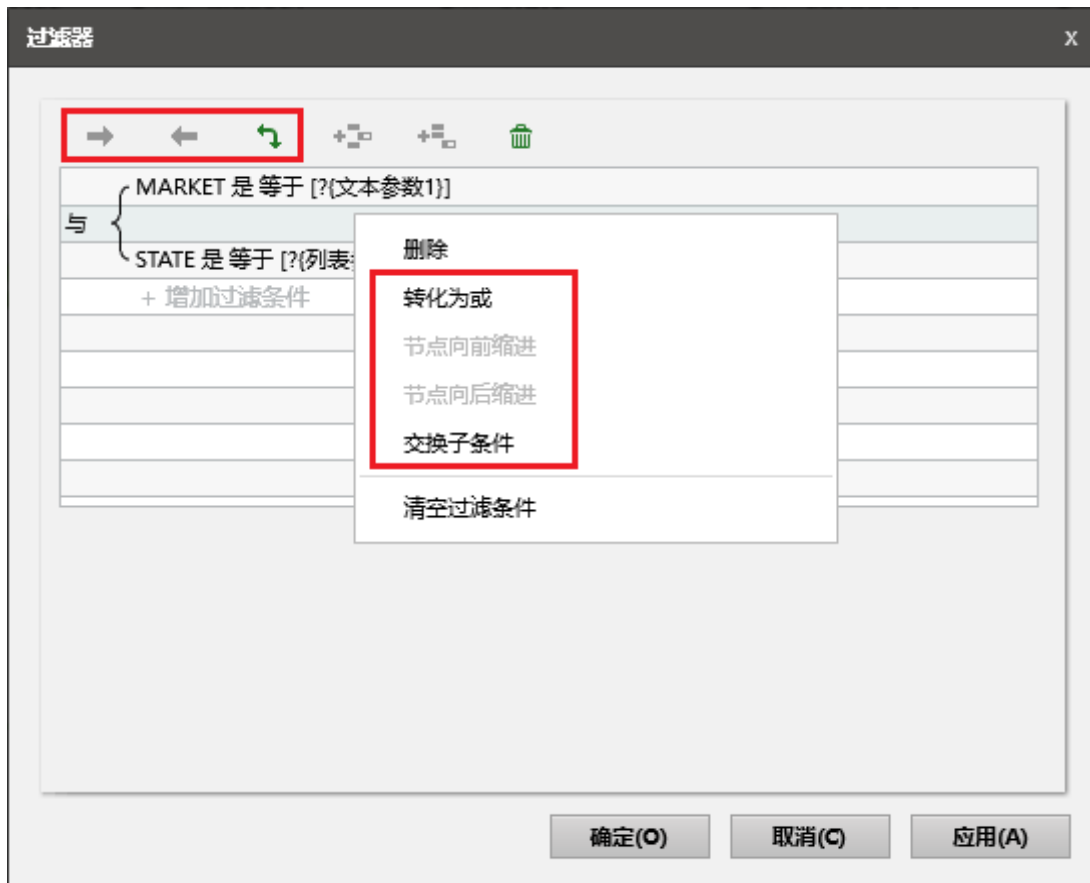 过滤器
x
MARKET 是 等于 [?{文本参数1}]
与
STATE 是 等于 [?{列表
+ 增加过滤条件
删除
转化为或
节点向前缩进
节点向后缩进
交换子条件
清空过滤条件
确定(O)
取消(C)
应用(A)